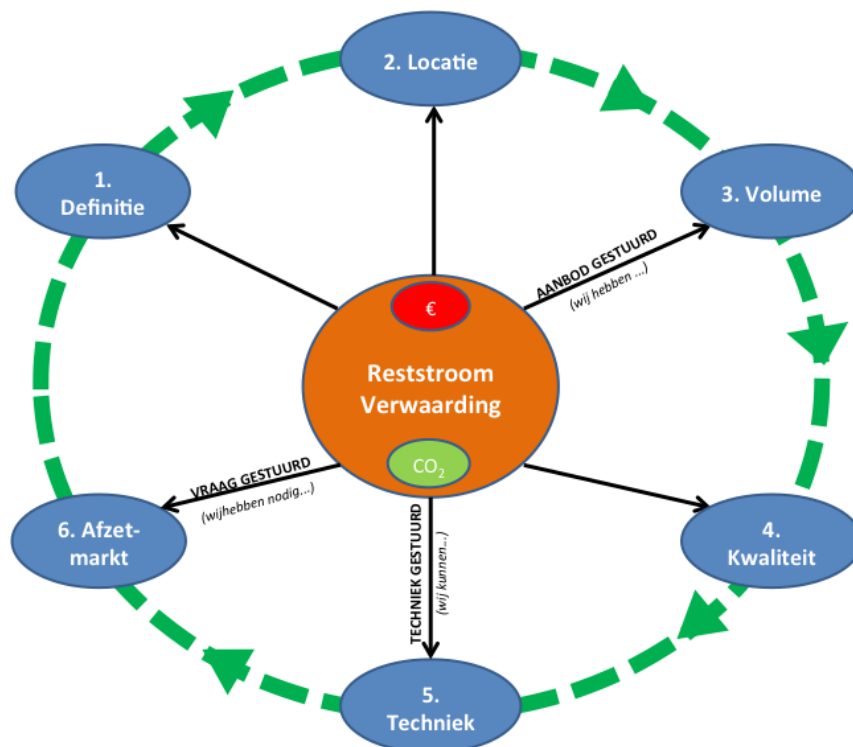 2. Locatie
1.
Definitie
3. Volume
AANBOD GESTUURD
(wij hebben ...)
€
Reststroom
Verwaarding
CO₂
VRAAG GESTUURD
(wijhebben nodig...)
TECHNIEK GESTUURD
(wij kunnen...)
6. Afzet-
markt
4.
Kwaliteit
5.
Techniek